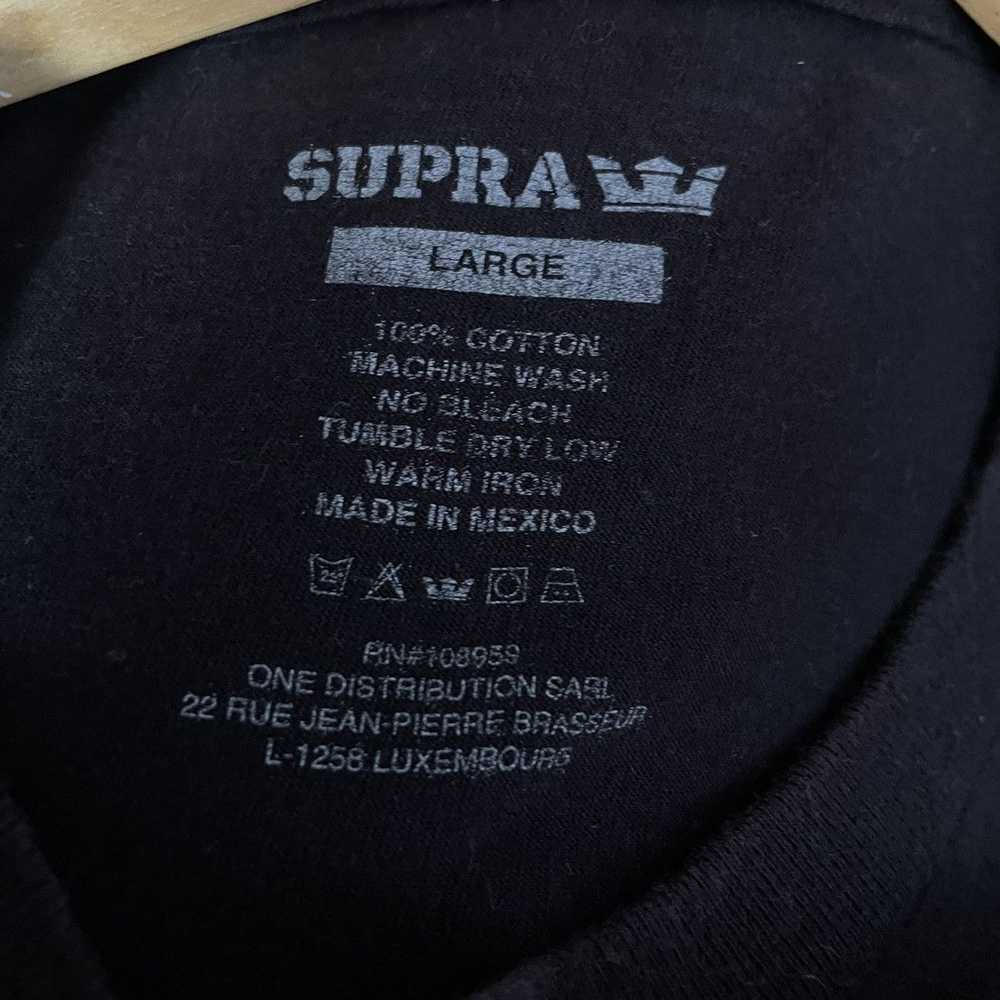 SUPRA
LARGE
100% COTTON
MACHINE WASH
NO BLEACH
TUMBLE DRY LOW
WARM IRON
MADE IN MEXICO
RN#108959
ONE DISTRIBUTION SARL
22 RUE JEAN-PIERRE BRASSEUR
L-1258 LUXEMBOURG